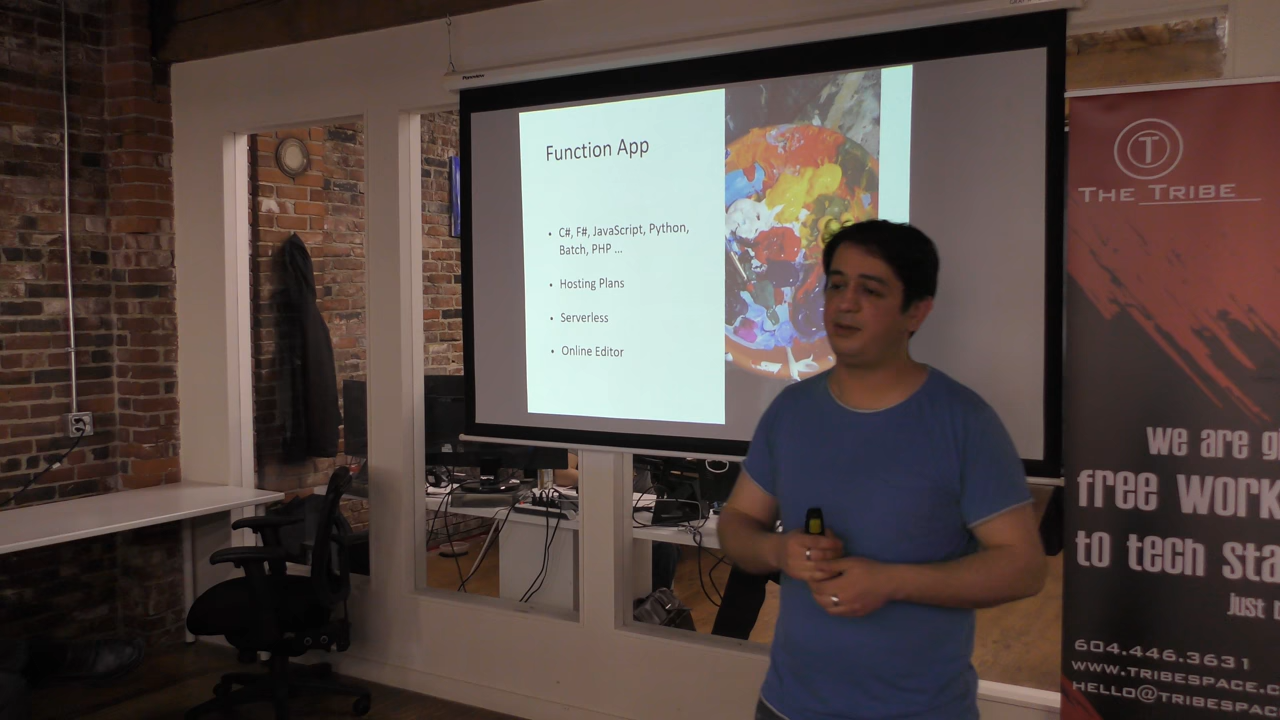 Function App
• C#, F#, JavaScript, Python,
Batch, PHP ...
• Hosting Plans
• Serverless
• Online Editor
T
THE TRIBE
we are g
free work
to tech sta
Just
604.446.3631
WWW.TRIBESPACE.C
HELLO@TRIBESPAC